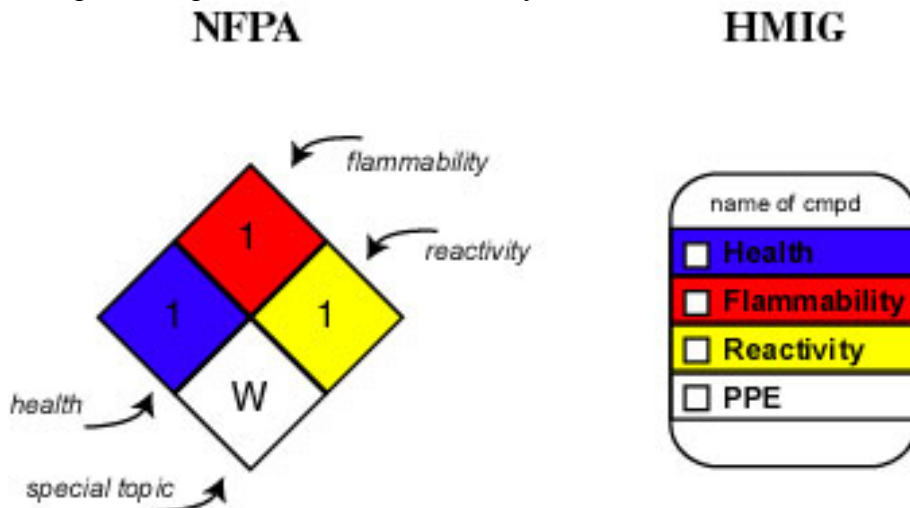 NFPA
HMIG
flammability
reactivity
1
1
1
W
health
special topic
name of cmpd
Health
Flammability
Reactivity
PPE